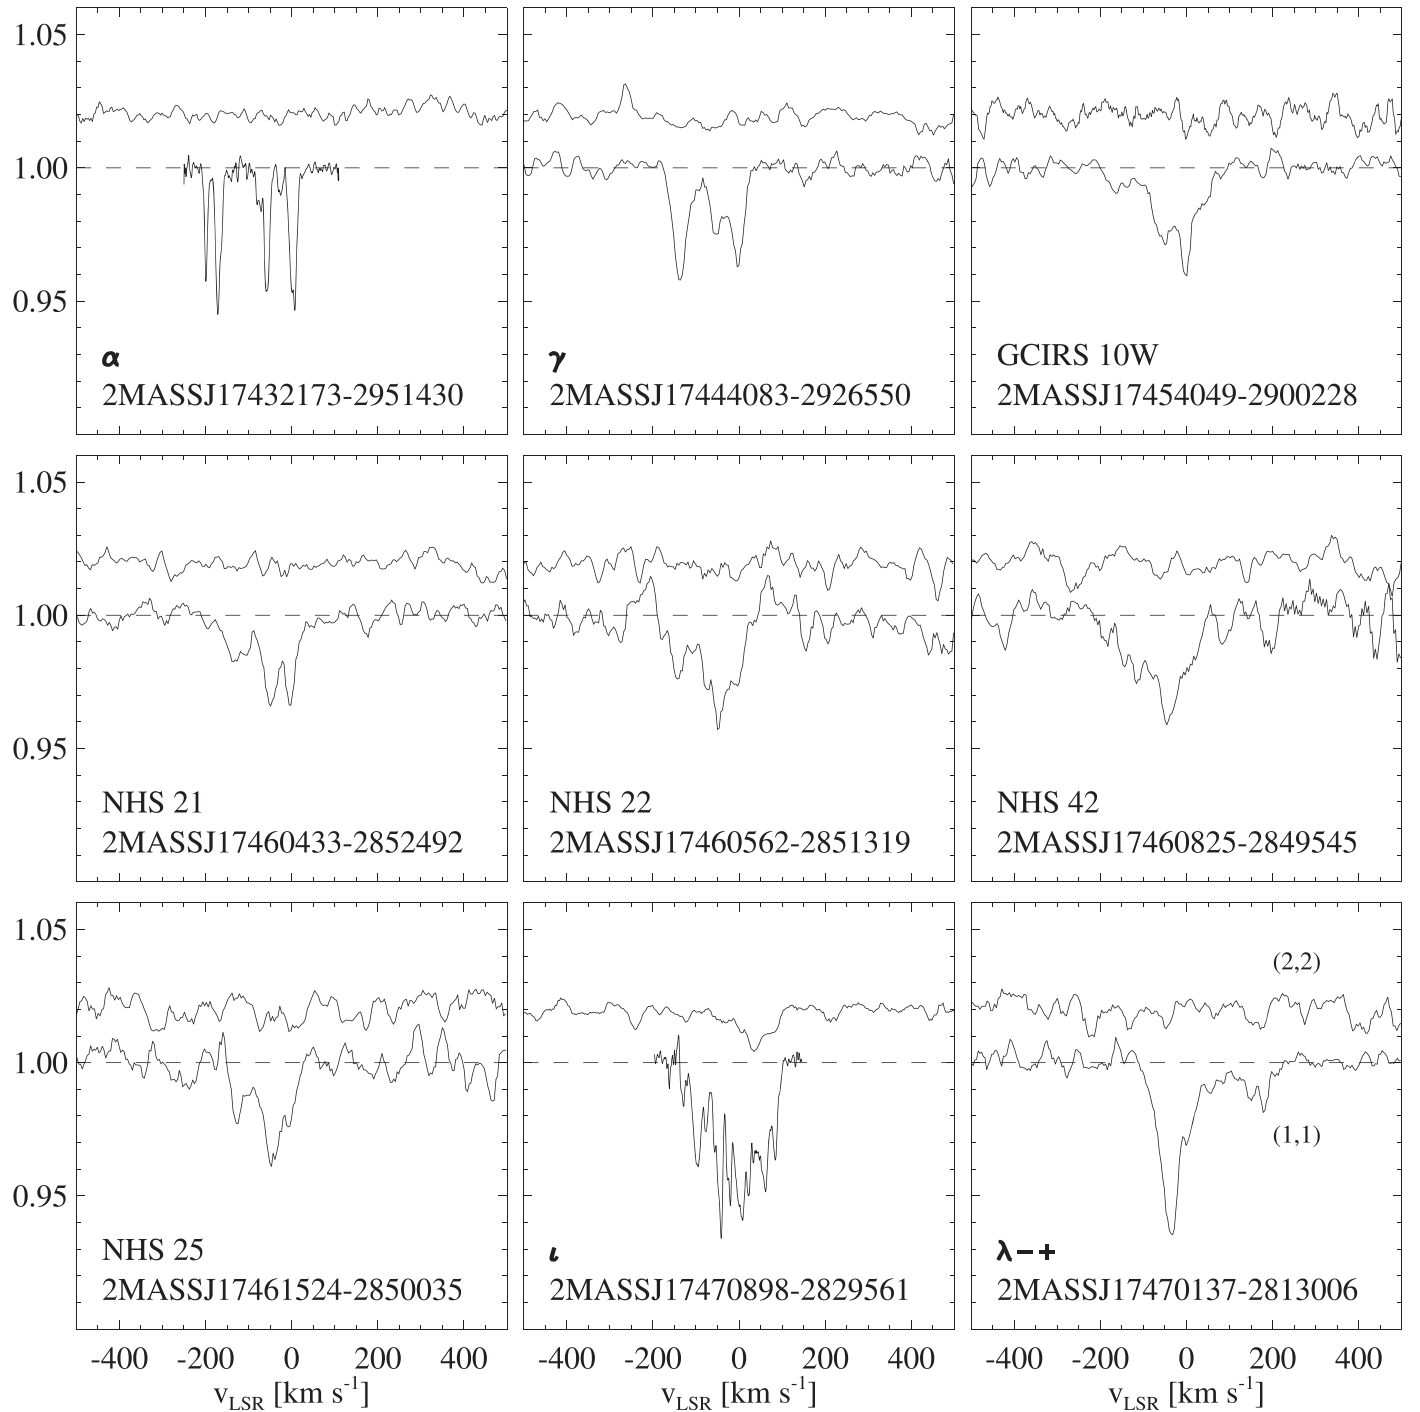 1.05
1.00
0.95
α
2MASSJ17432173-2951430
γ
2MASSJ17444083-2926550
GCIRS 10W
2MASSJ17454049-2900228
1.05
1.00
0.95
NHS 21
2MASSJ17460433-2852492
NHS 22
2MASSJ17460562-2851319
NHS 42
2MASSJ17460825-2849545
1.05
1.00
0.95
NHS 25
2MASSJ17461524-2850035
ι
2MASSJ17470898-2829561
(2,2)
(1,1)
λ−+
2MASSJ17470137-2813006
-400 -200 0 200 400
-400 -200 0 200 400
-400 -200 0 200 400
v_LSR [km s⁻¹]
v_LSR [km s⁻¹]
v_LSR [km s⁻¹]